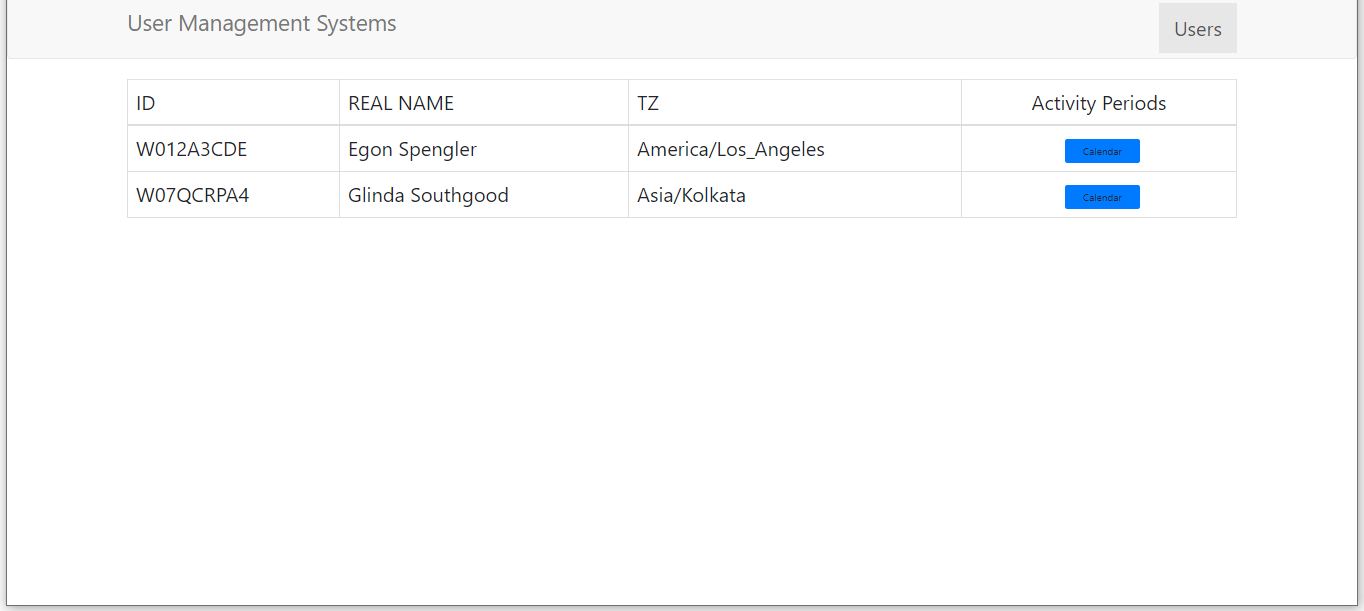 User Management Systems
Users
ID REAL NAME TZ Activity Periods
W012A3CDE Egon Spengler America/Los_Angeles Calendar
W07QCRPA4 Glinda Southgood Asia/Kolkata Calendar